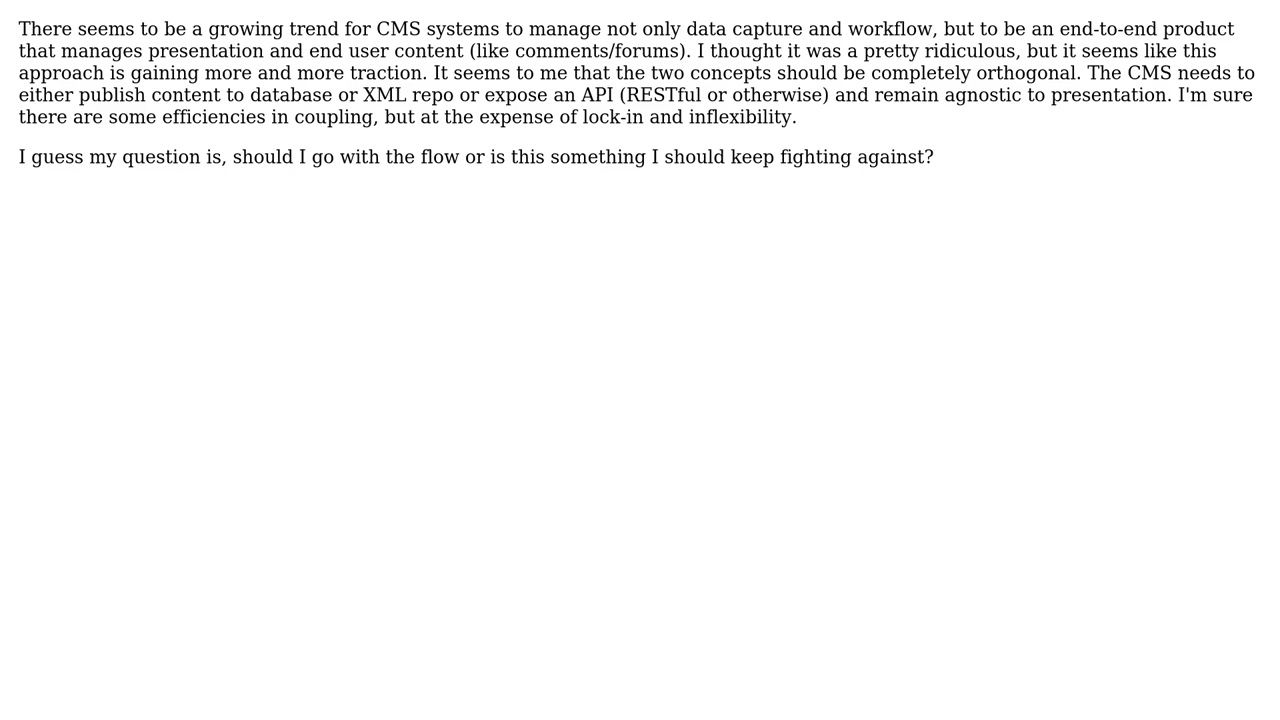 There seems to be a growing trend for CMS systems to manage not only data capture and workflow, but to be an end-to-end product
that manages presentation and end user content (like comments/forums). I thought it was a pretty ridiculous, but it seems like this
approach is gaining more and more traction. It seems to me that the two concepts should be completely orthogonal. The CMS needs to
either publish content to database or XML repo or expose an API (RESTful or otherwise) and remain agnostic to presentation. I'm sure
there are some efficiencies in coupling, but at the expense of lock-in and inflexibility.
I guess my question is, should I go with the flow or is this something I should keep fighting against?